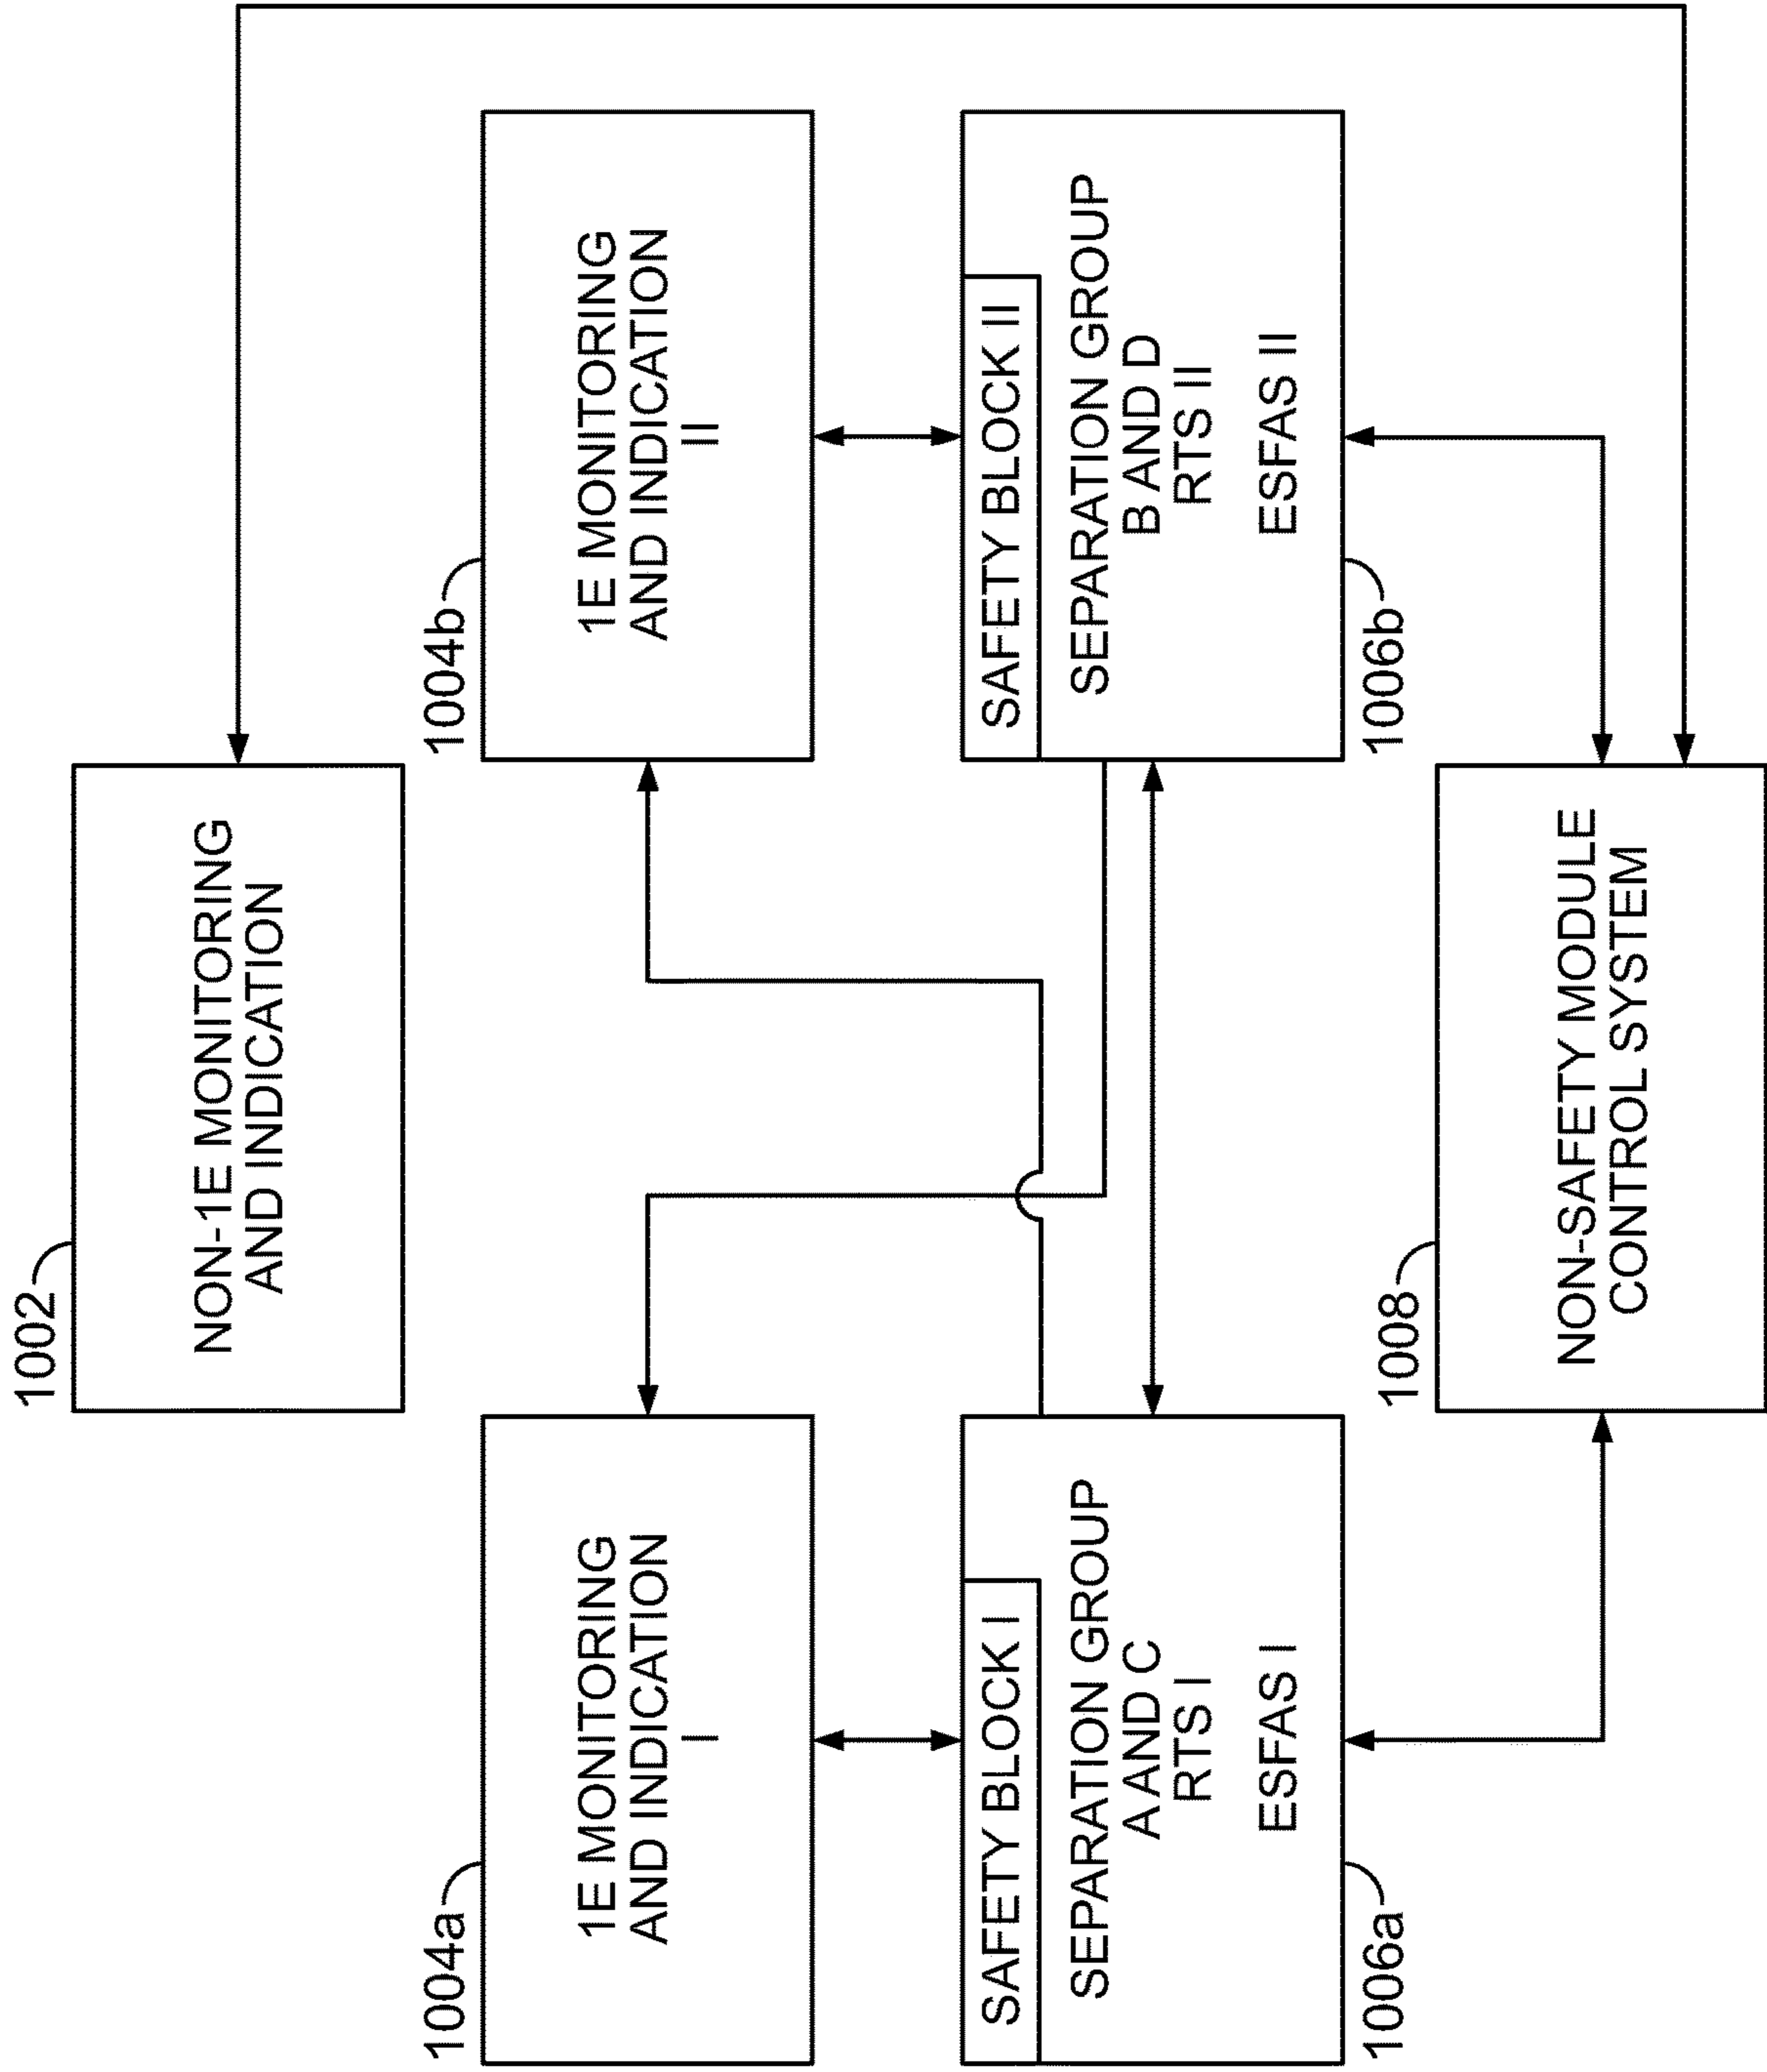 1002
NON-1E MONITORING
AND INDICATION
1004a
1E MONITORING
AND INDICATION
I
1004b
1E MONITORING
AND INDICATION
II
SAFETY BLOCK I
SEPARATION GROUP
A AND C
RTS I
ESFAS I
1006a
SAFETY BLOCK II
SEPARATION GROUP
B AND D
RTS II
ESFAS II
1006b
1008
NON-SAFETY MODULE
CONTROL SYSTEM